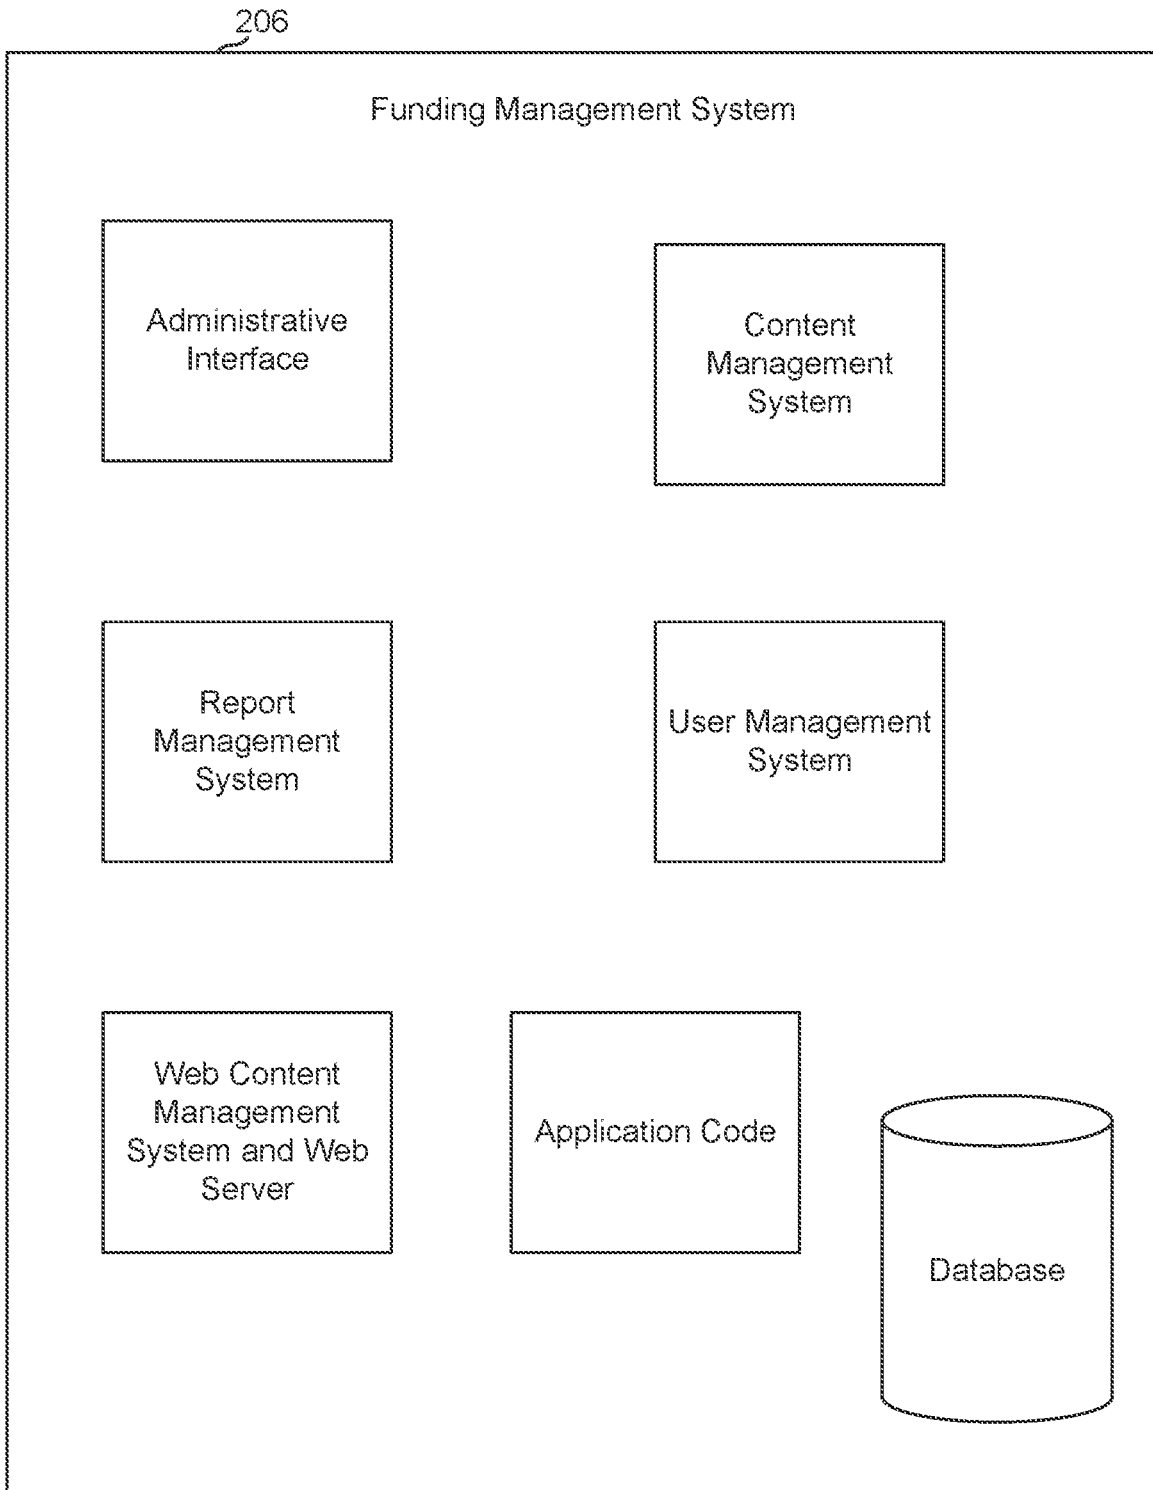 206
Funding Management System
Administrative
Interface
Content
Management
System
Report
Management
System
User Management
System
Web Content
Management
System and Web
Server
Application Code
Database